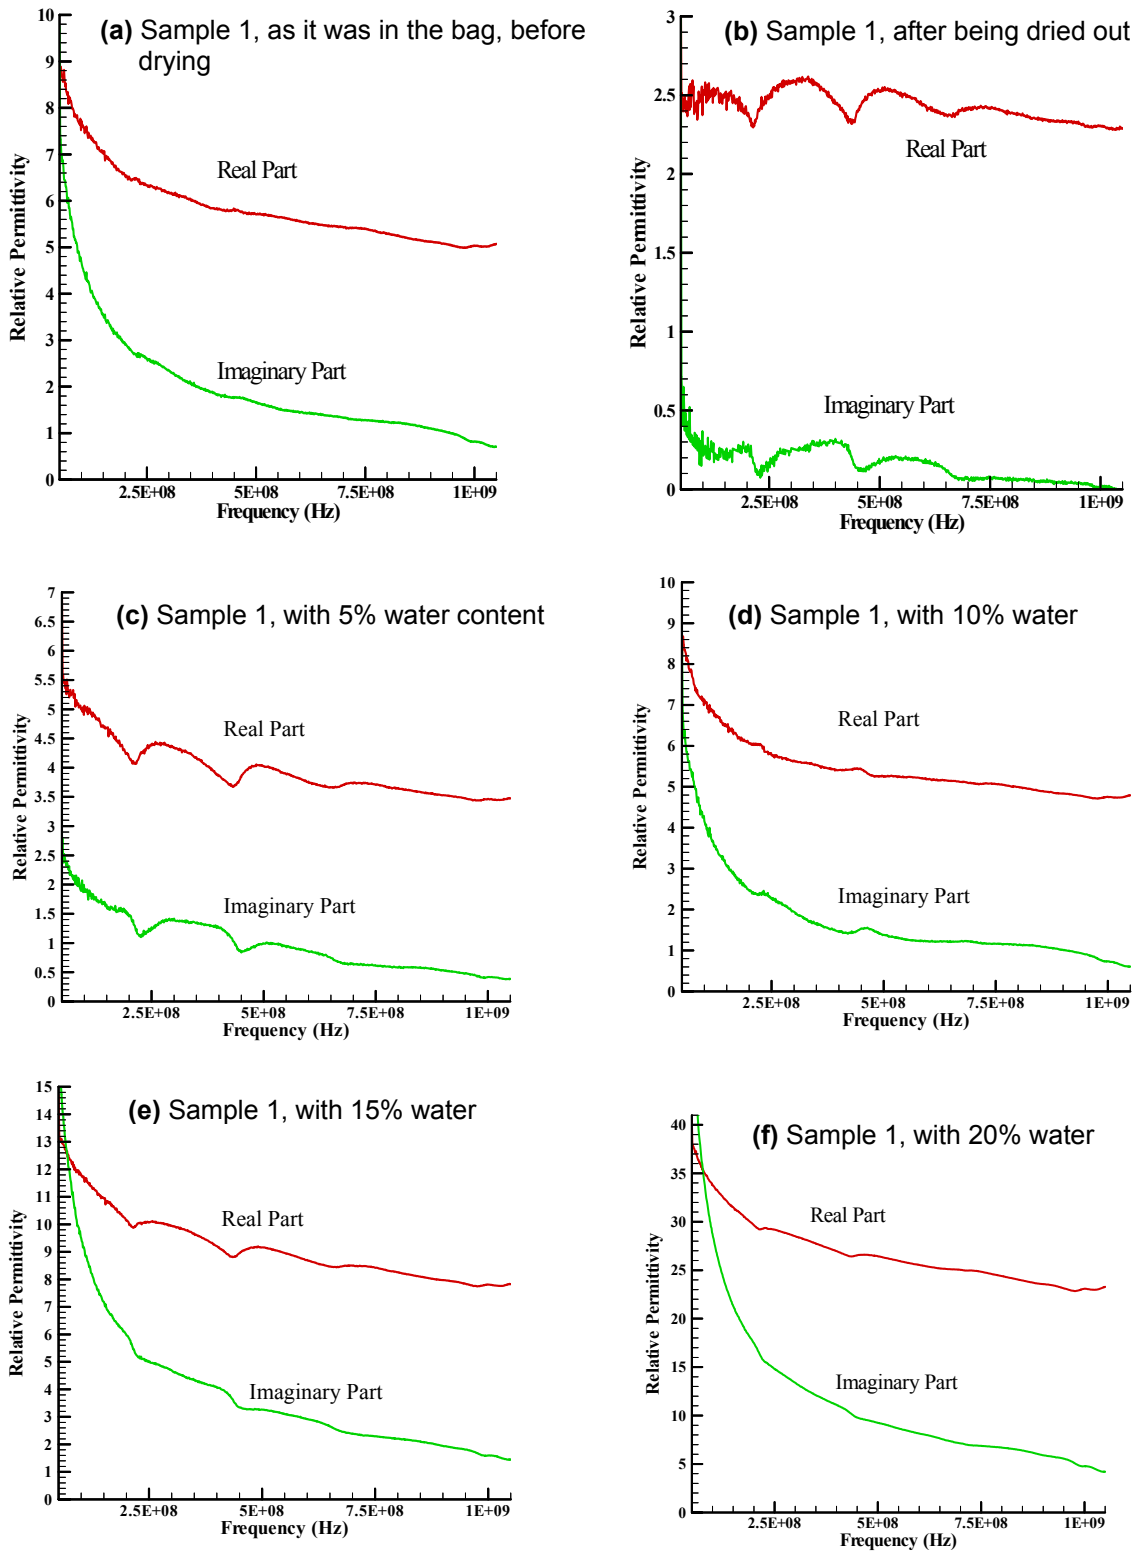 (a) Sample 1, as it was in the bag, before
drying
10
9
8
7
6
5
4
3
2
1
0
Relative Permittivity
Real Part
Imaginary Part
2.5E+08
5E+08
7.5E+08
1E+09
Frequency (Hz)
(b) Sample 1, after being dried out
3
2.5
2
1.5
1
0.5
0
Relative Permittivity
Real Part
Imaginary Part
2.5E+08
5E+08
7.5E+08
1E+09
Frequency (Hz)
(c) Sample 1, with 5% water content
7
6.5
6
5.5
5
4.5
4
3.5
3
2.5
2
1.5
1
0.5
0
Relative Permittivity
Real Part
Imaginary Part
2.5E+08
5E+08
7.5E+08
1E+09
Frequency (Hz)
(d) Sample 1, with 10% water
10
9
8
7
6
5
4
3
2
1
0
Relative Permittivity
Real Part
Imaginary Part
2.5E+08
5E+08
7.5E+08
1E+09
Frequency (Hz)
(e) Sample 1, with 15% water
15
14
13
12
11
10
9
8
7
6
5
4
3
2
1
0
Relative Permittivity
Real Part
Imaginary Part
2.5E+08
5E+08
7.5E+08
1E+09
Frequency (Hz)
(f) Sample 1, with 20% water
40
35
30
25
20
15
10
5
0
Relative Permittivity
Real Part
Imaginary Part
2.5E+08
5E+08
7.5E+08
1E+09
Frequency (Hz)